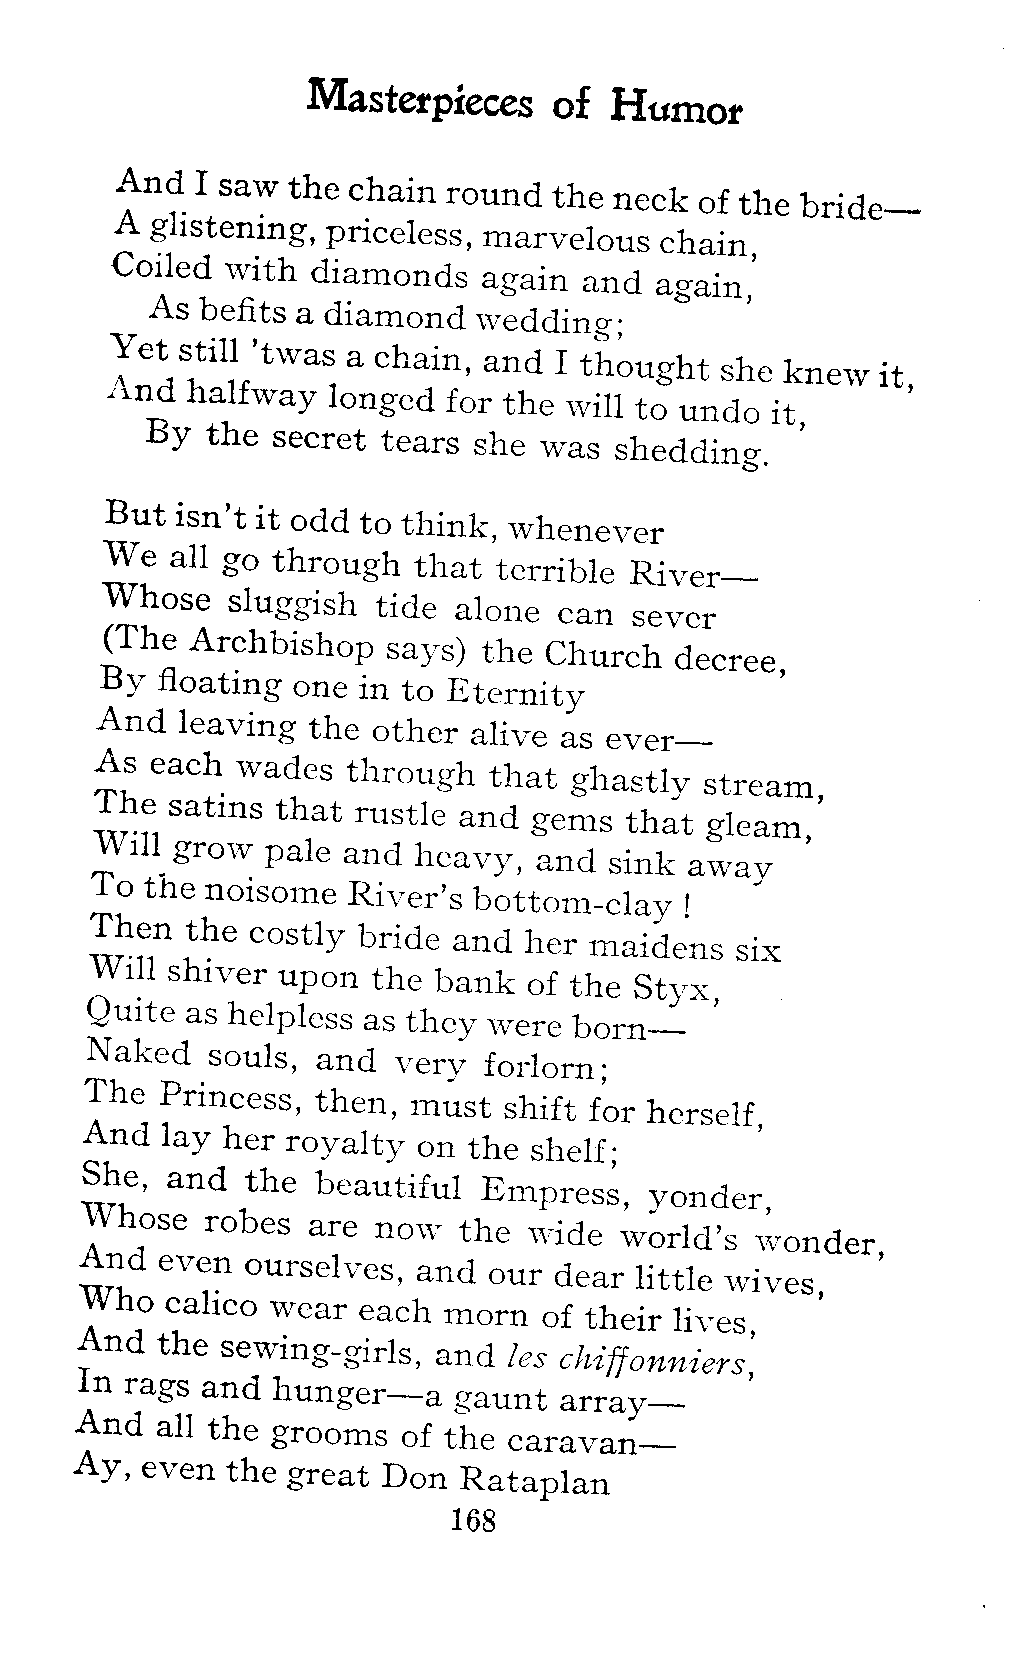 Masterpieces of Humor
And I saw the chain round the neck of the bride—
A glistening, priceless, marvelous chain,
Coiled with diamonds again and again,
As befits a diamond wedding;
Yet still 'twas a chain, and I thought she knew it,
And halfway longed for the will to undo it,
By the secret tears she was shedding.
But isn't it odd to think, whenever
We all go through that terrible River—
Whose sluggish tide alone can sever
(The Archbishop says) the Church decree,
By floating one in to Eternity
And leaving the other alive as ever—
As each wades through that ghastly stream,
The satins that rustle and gems that gleam,
Will grow pale and heavy, and sink away
To the noisome River's bottom-clay !
Then the costly bride and her maidens six
Will shiver upon the bank of the Styx,
Quite as helpless as they were born—
Naked souls, and very forlorn;
The Princess, then, must shift for herself,
And lay her royalty on the shelf;
She, and the beautiful Empress, yonder,
Whose robes are now the wide world's wonder,
And even ourselves, and our dear little wives,
Who calico wear each morn of their lives,
And the sewing-girls, and les chiffonniers,
In rags and hunger—a gaunt array—
And all the grooms of the caravan—
Ay, even the great Don Rataplan
168